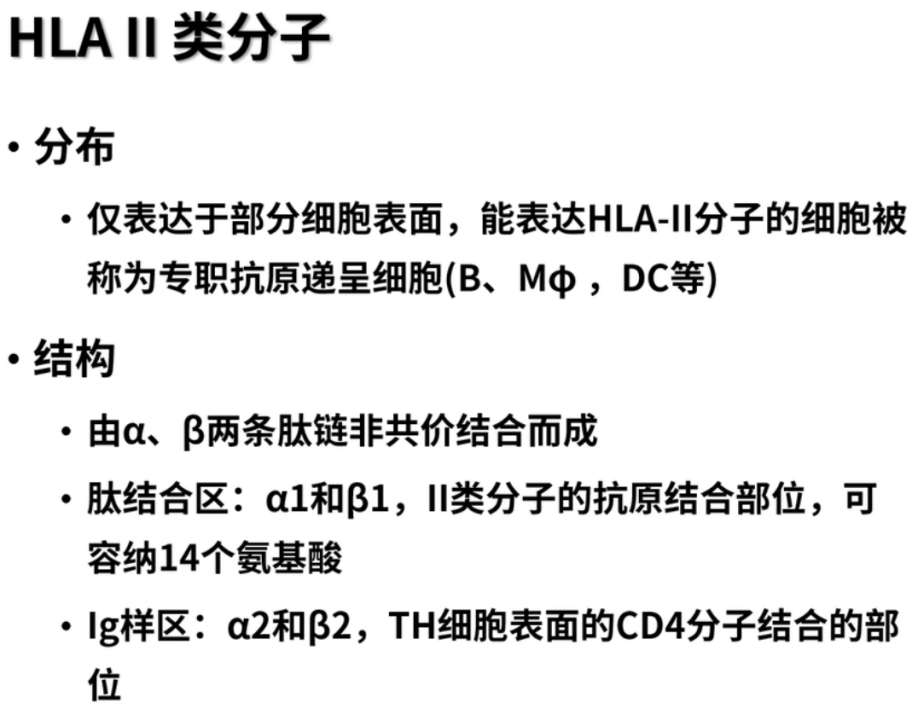 HLA II 类分子
• 分布
• 仅表达于部分细胞表面，能表达HLA-II分子的细胞被
称为专职抗原递呈细胞(B、Mφ ，DC等)
• 结构
• 由α、β两条肽链非共价结合而成
• 肽结合区：α1和β1，II类分子的抗原结合部位，可
容纳14个氨基酸
• Ig样区：α2和β2，TH细胞表面的CD4分子结合的部
位